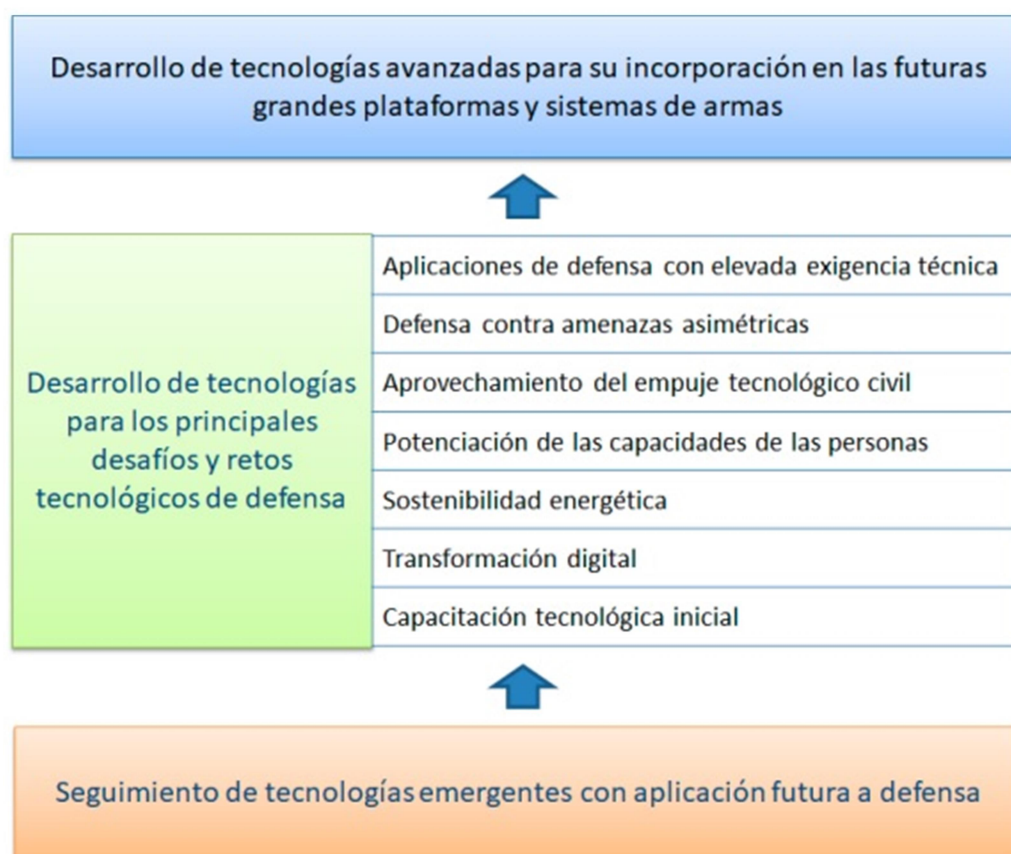 Desarrollo de tecnologías avanzadas para su incorporación en las futuras
grandes plataformas y sistemas de armas
Desarrollo de tecnologías
para los principales
desafíos y retos
tecnológicos de defensa
Aplicaciones de defensa con elevada exigencia técnica
Defensa contra amenazas asimétricas
Aprovechamiento del empuje tecnológico civil
Potenciación de las capacidades de las personas
Sostenibilidad energética
Transformación digital
Capacitación tecnológica inicial
Seguimiento de tecnologías emergentes con aplicación futura a defensa